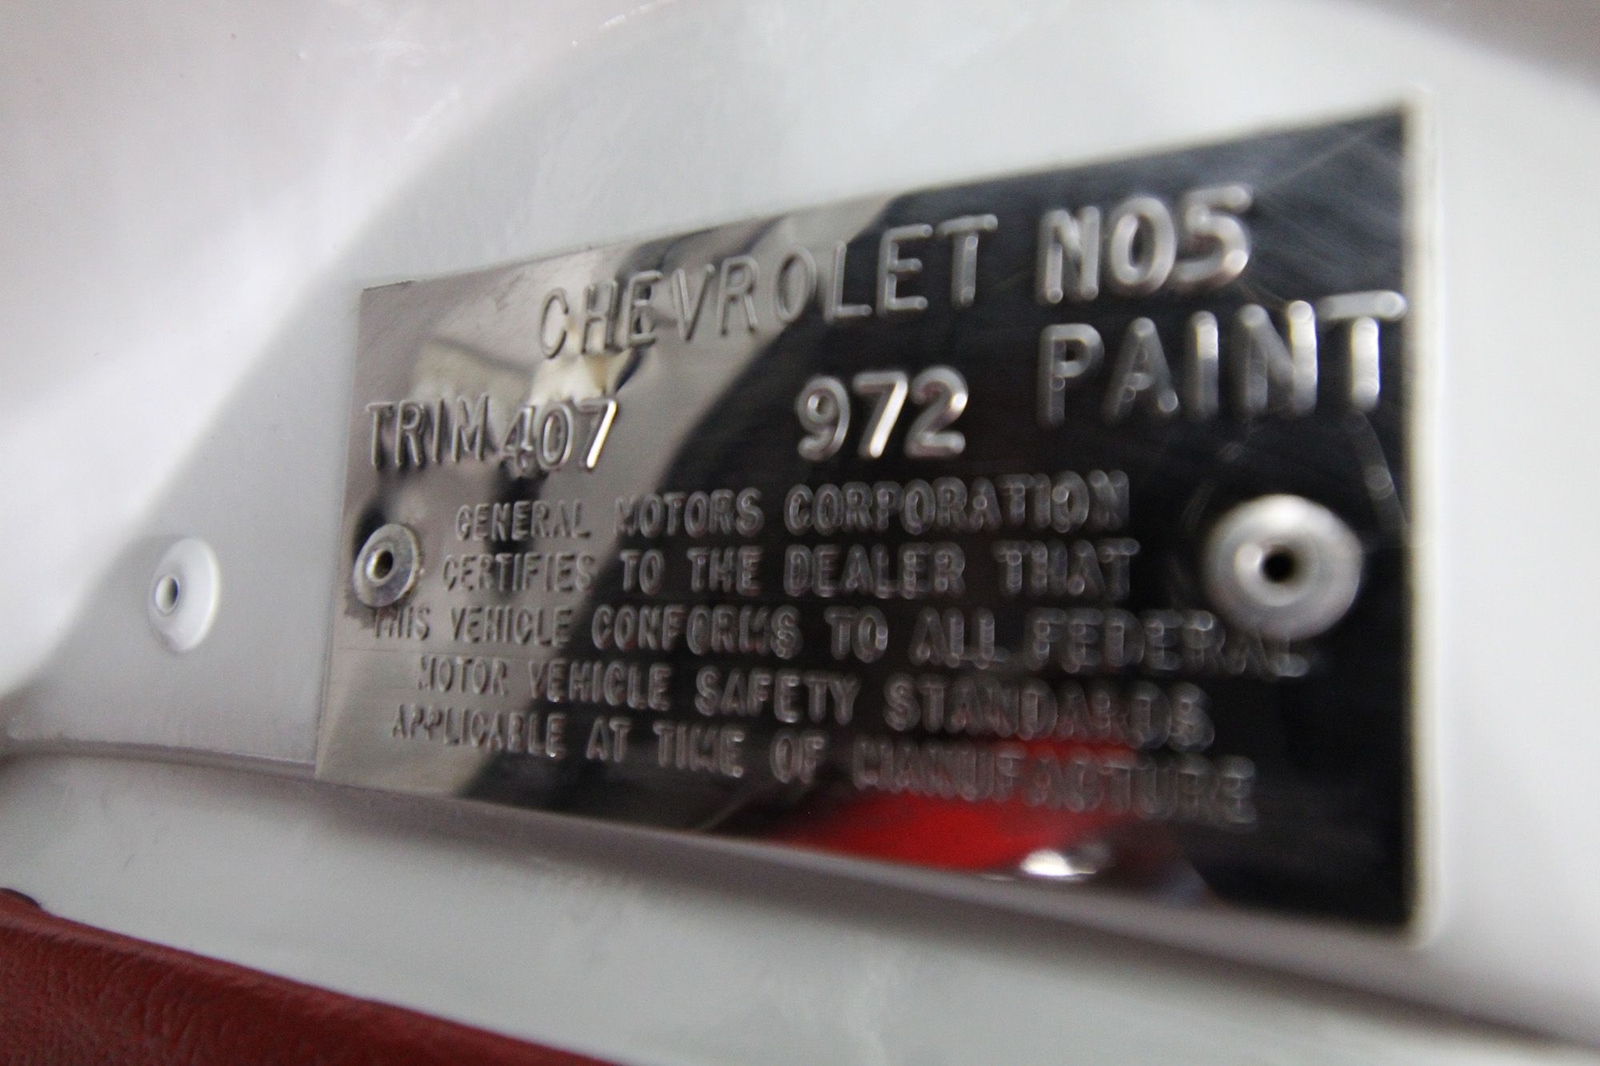 CHEVROLET N05
PAINT
TRIM 407 972
GENERAL MOTORS CORPORATION
CERTIFIES TO THE DEALER THAT
THIS VEHICLE CONFORMS TO ALL FEDERAL
MOTOR VEHICLE SAFETY STANDARDS
APPLICABLE AT TIME OF MANUFACTURE